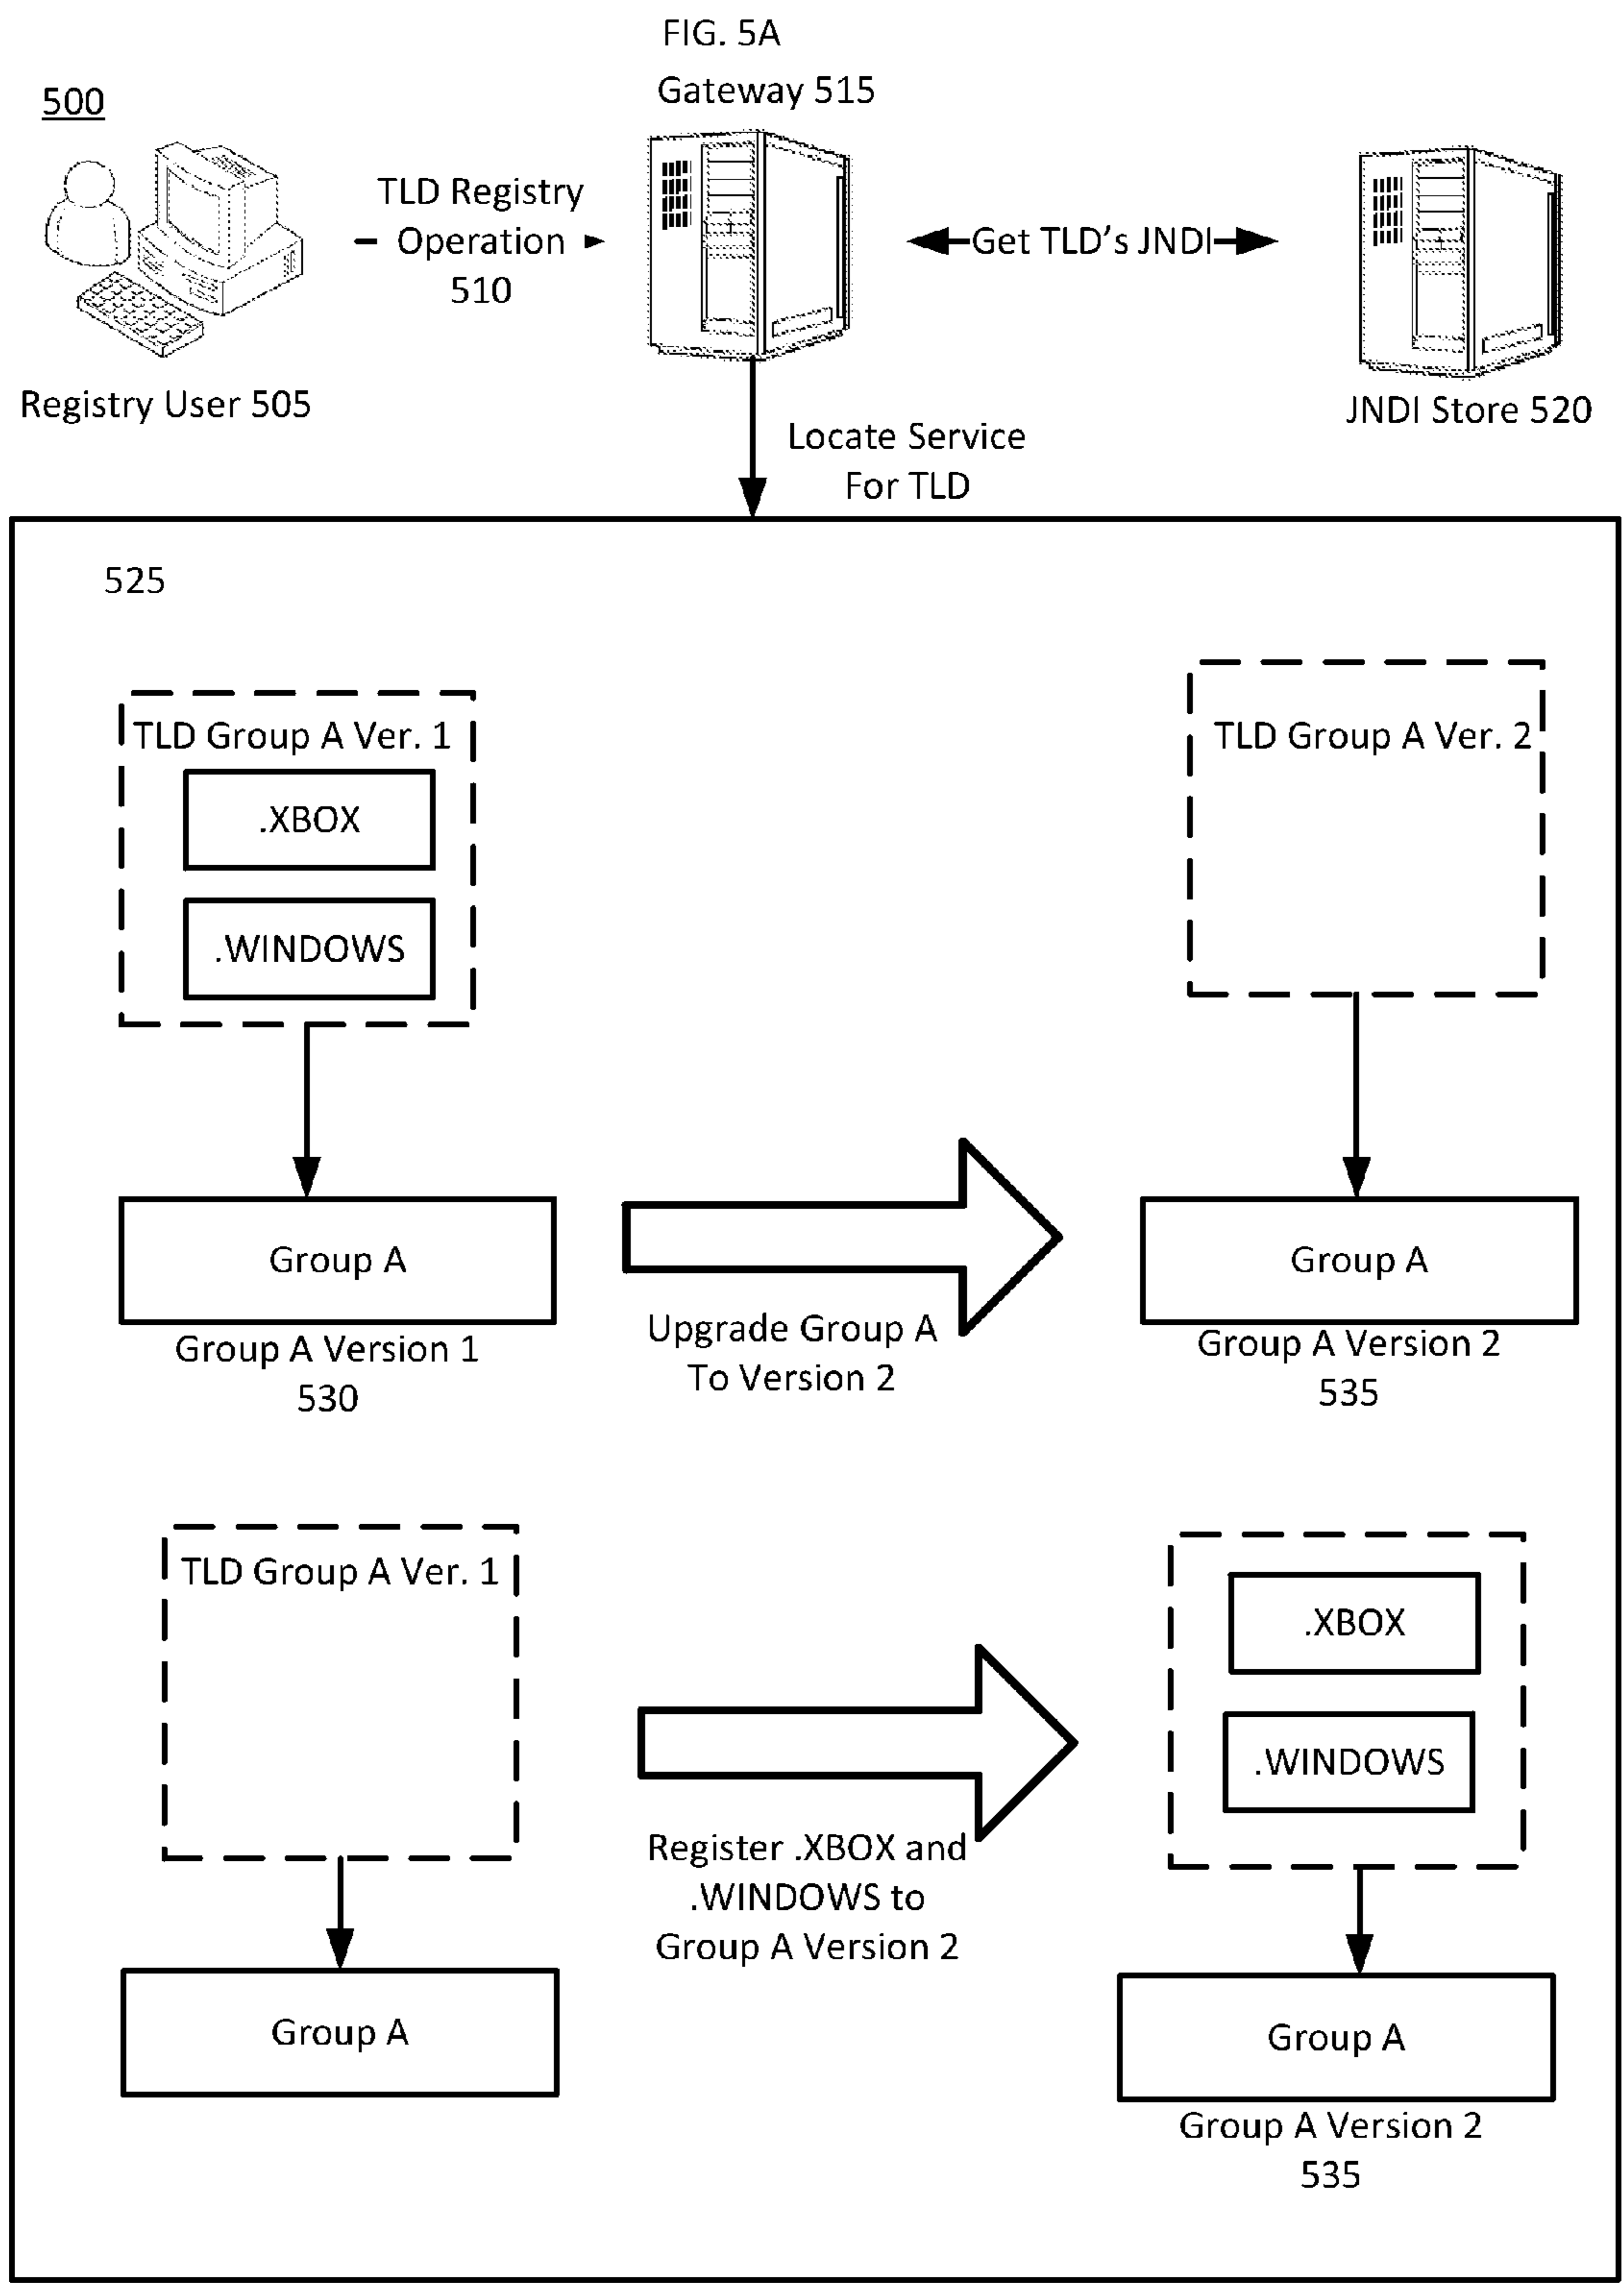 FIG. 5A
Gateway 515
500
TLD Registry
Operation
510
Get TLD's JNDI
Registry User 505
JNDI Store 520
Locate Service
For TLD
525
TLD Group A Ver. 1
.XBOX
.WINDOWS
TLD Group A Ver. 2
Group A
Group A Version 1
530
Upgrade Group A
To Version 2
Group A
Group A Version 2
535
TLD Group A Ver. 1
.XBOX
.WINDOWS
Register .XBOX and
.WINDOWS to
Group A Version 2
Group A
Group A
Group A Version 2
535